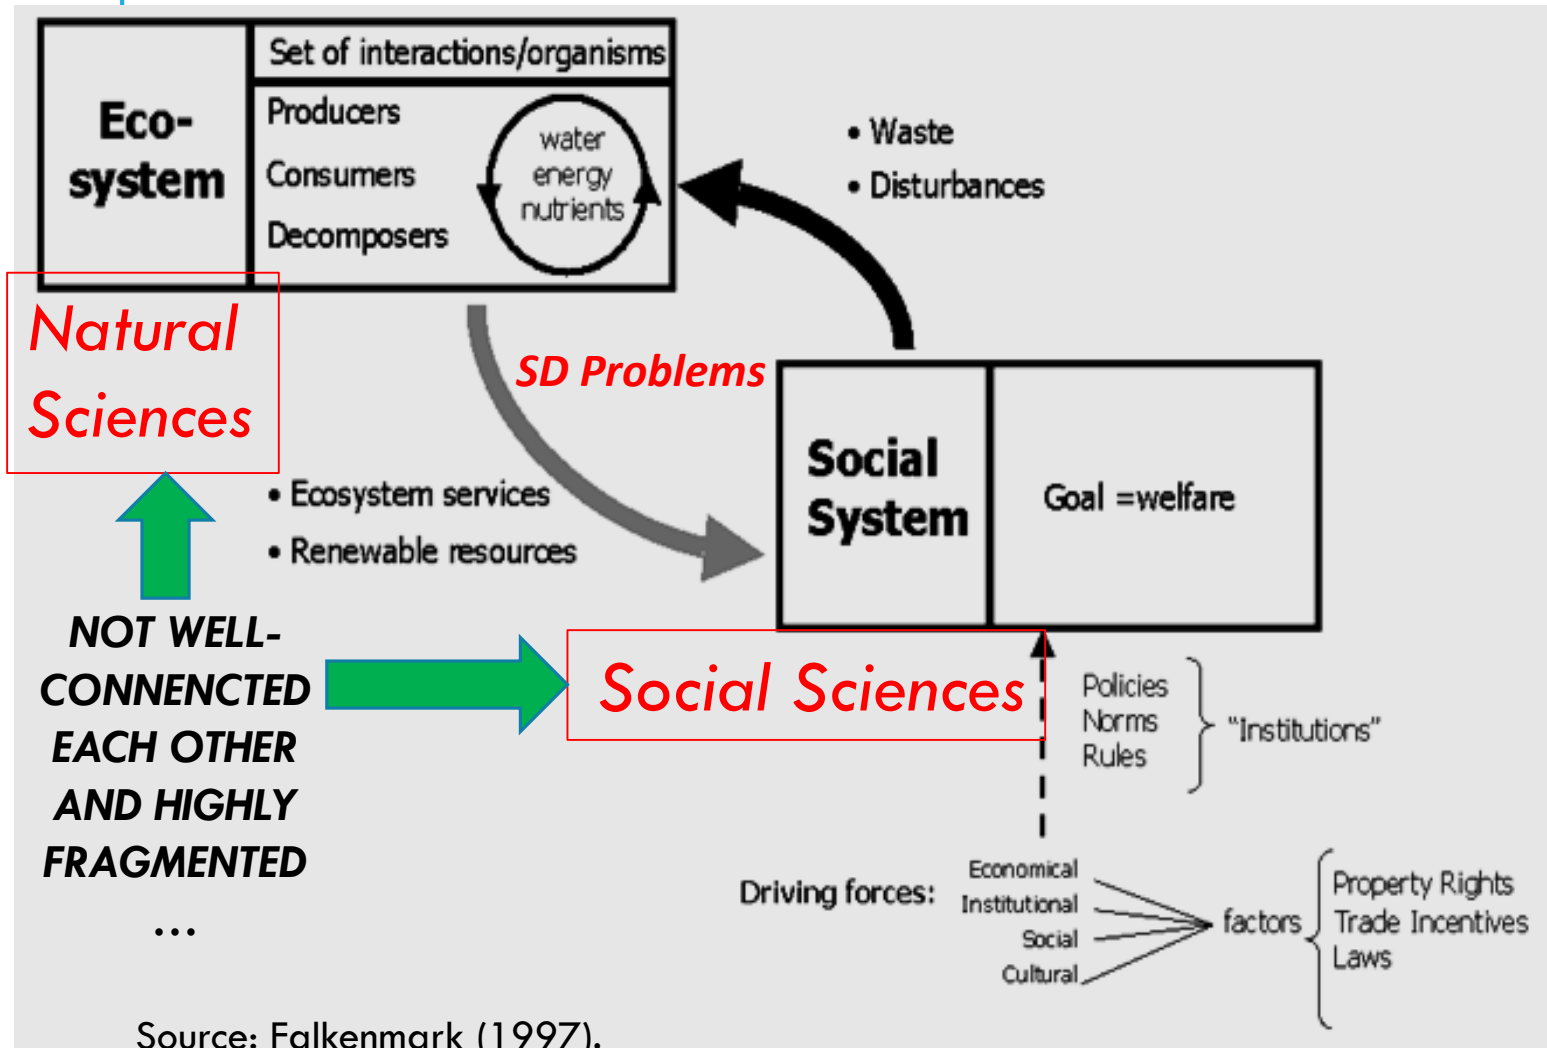 Set of interactions/organisms
Eco-
system
Producers
Consumers
Decomposers
water
energy
nutrients
• Waste
• Disturbances
Natural
Sciences
SD Problems
Social
System
Goal =welfare
• Ecosystem services
• Renewable resources
NOT WELL-
CONNENCTED
EACH OTHER
AND HIGHLY
FRAGMENTED
...
Social Sciences
Policies
Norms
Rules
"Institutions"
Driving forces:
Economical
Institutional
Social
Cultural
factors
Property Rights
Trade Incentives
Laws
Source: Falkenmark (1997).